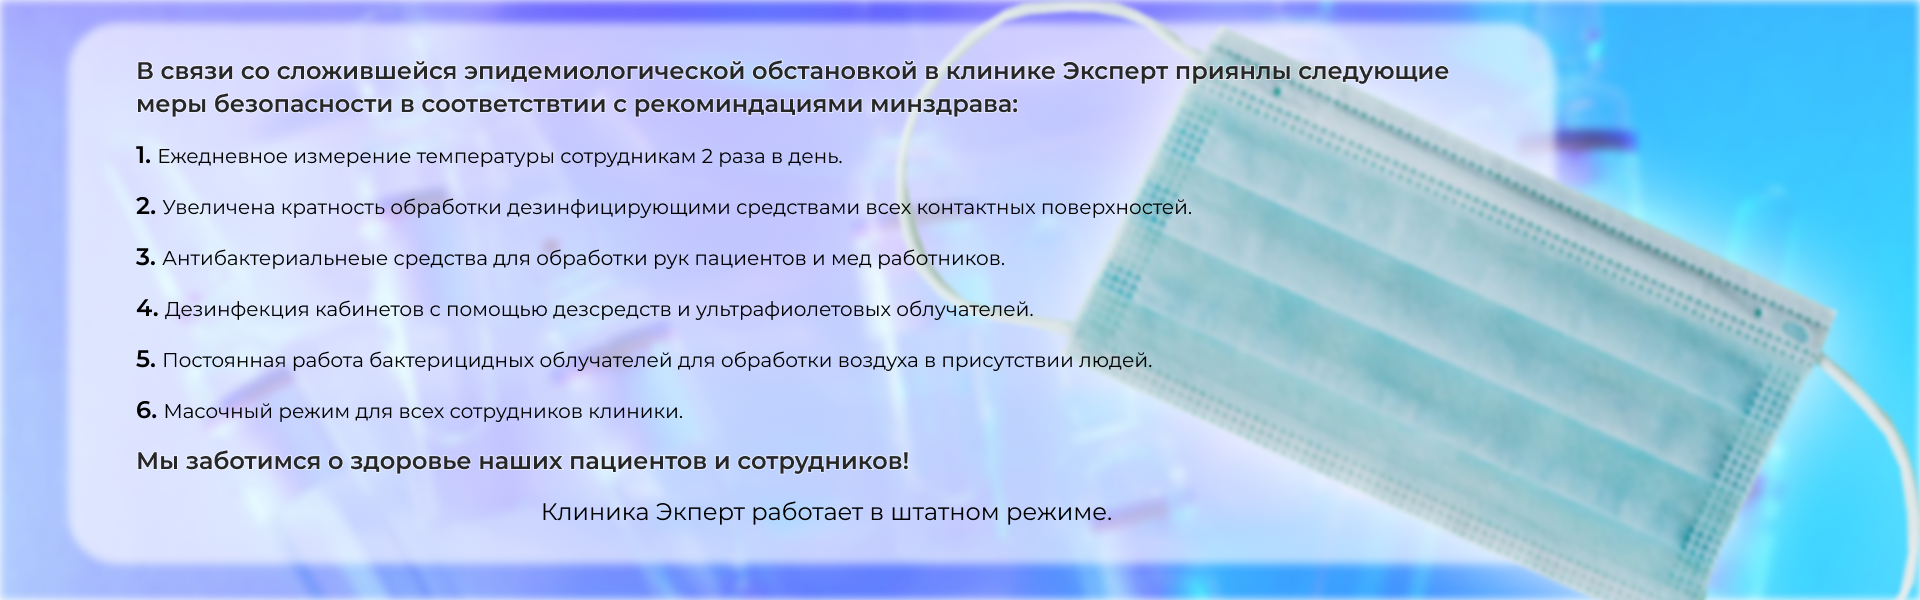 В связи со сложившейся эпидемиологической обстановкой в клинике Эксперт приянлы следующие
меры безопасности в соответствтии с рекоминдациями минздрава:
1. Ежедневное измерение температуры сотрудникам 2 раза в день.
2. Увеличена кратность обработки дезинфицирующими средствами всех контактных поверхностей.
3. Антибактериальнеые средства для обработки рук пациентов и мед работников.
4. Дезинфекция кабинетов с помощью дезсредств и ультрафиолетовых облучателей.
5. Постоянная работа бактерицидных облучателей для обработки воздуха в присутствии людей.
6. Масочный режим для всех сотрудников клиники.
Мы заботимся о здоровье наших пациентов и сотрудников!
Клиника Экперт работает в штатном режиме.